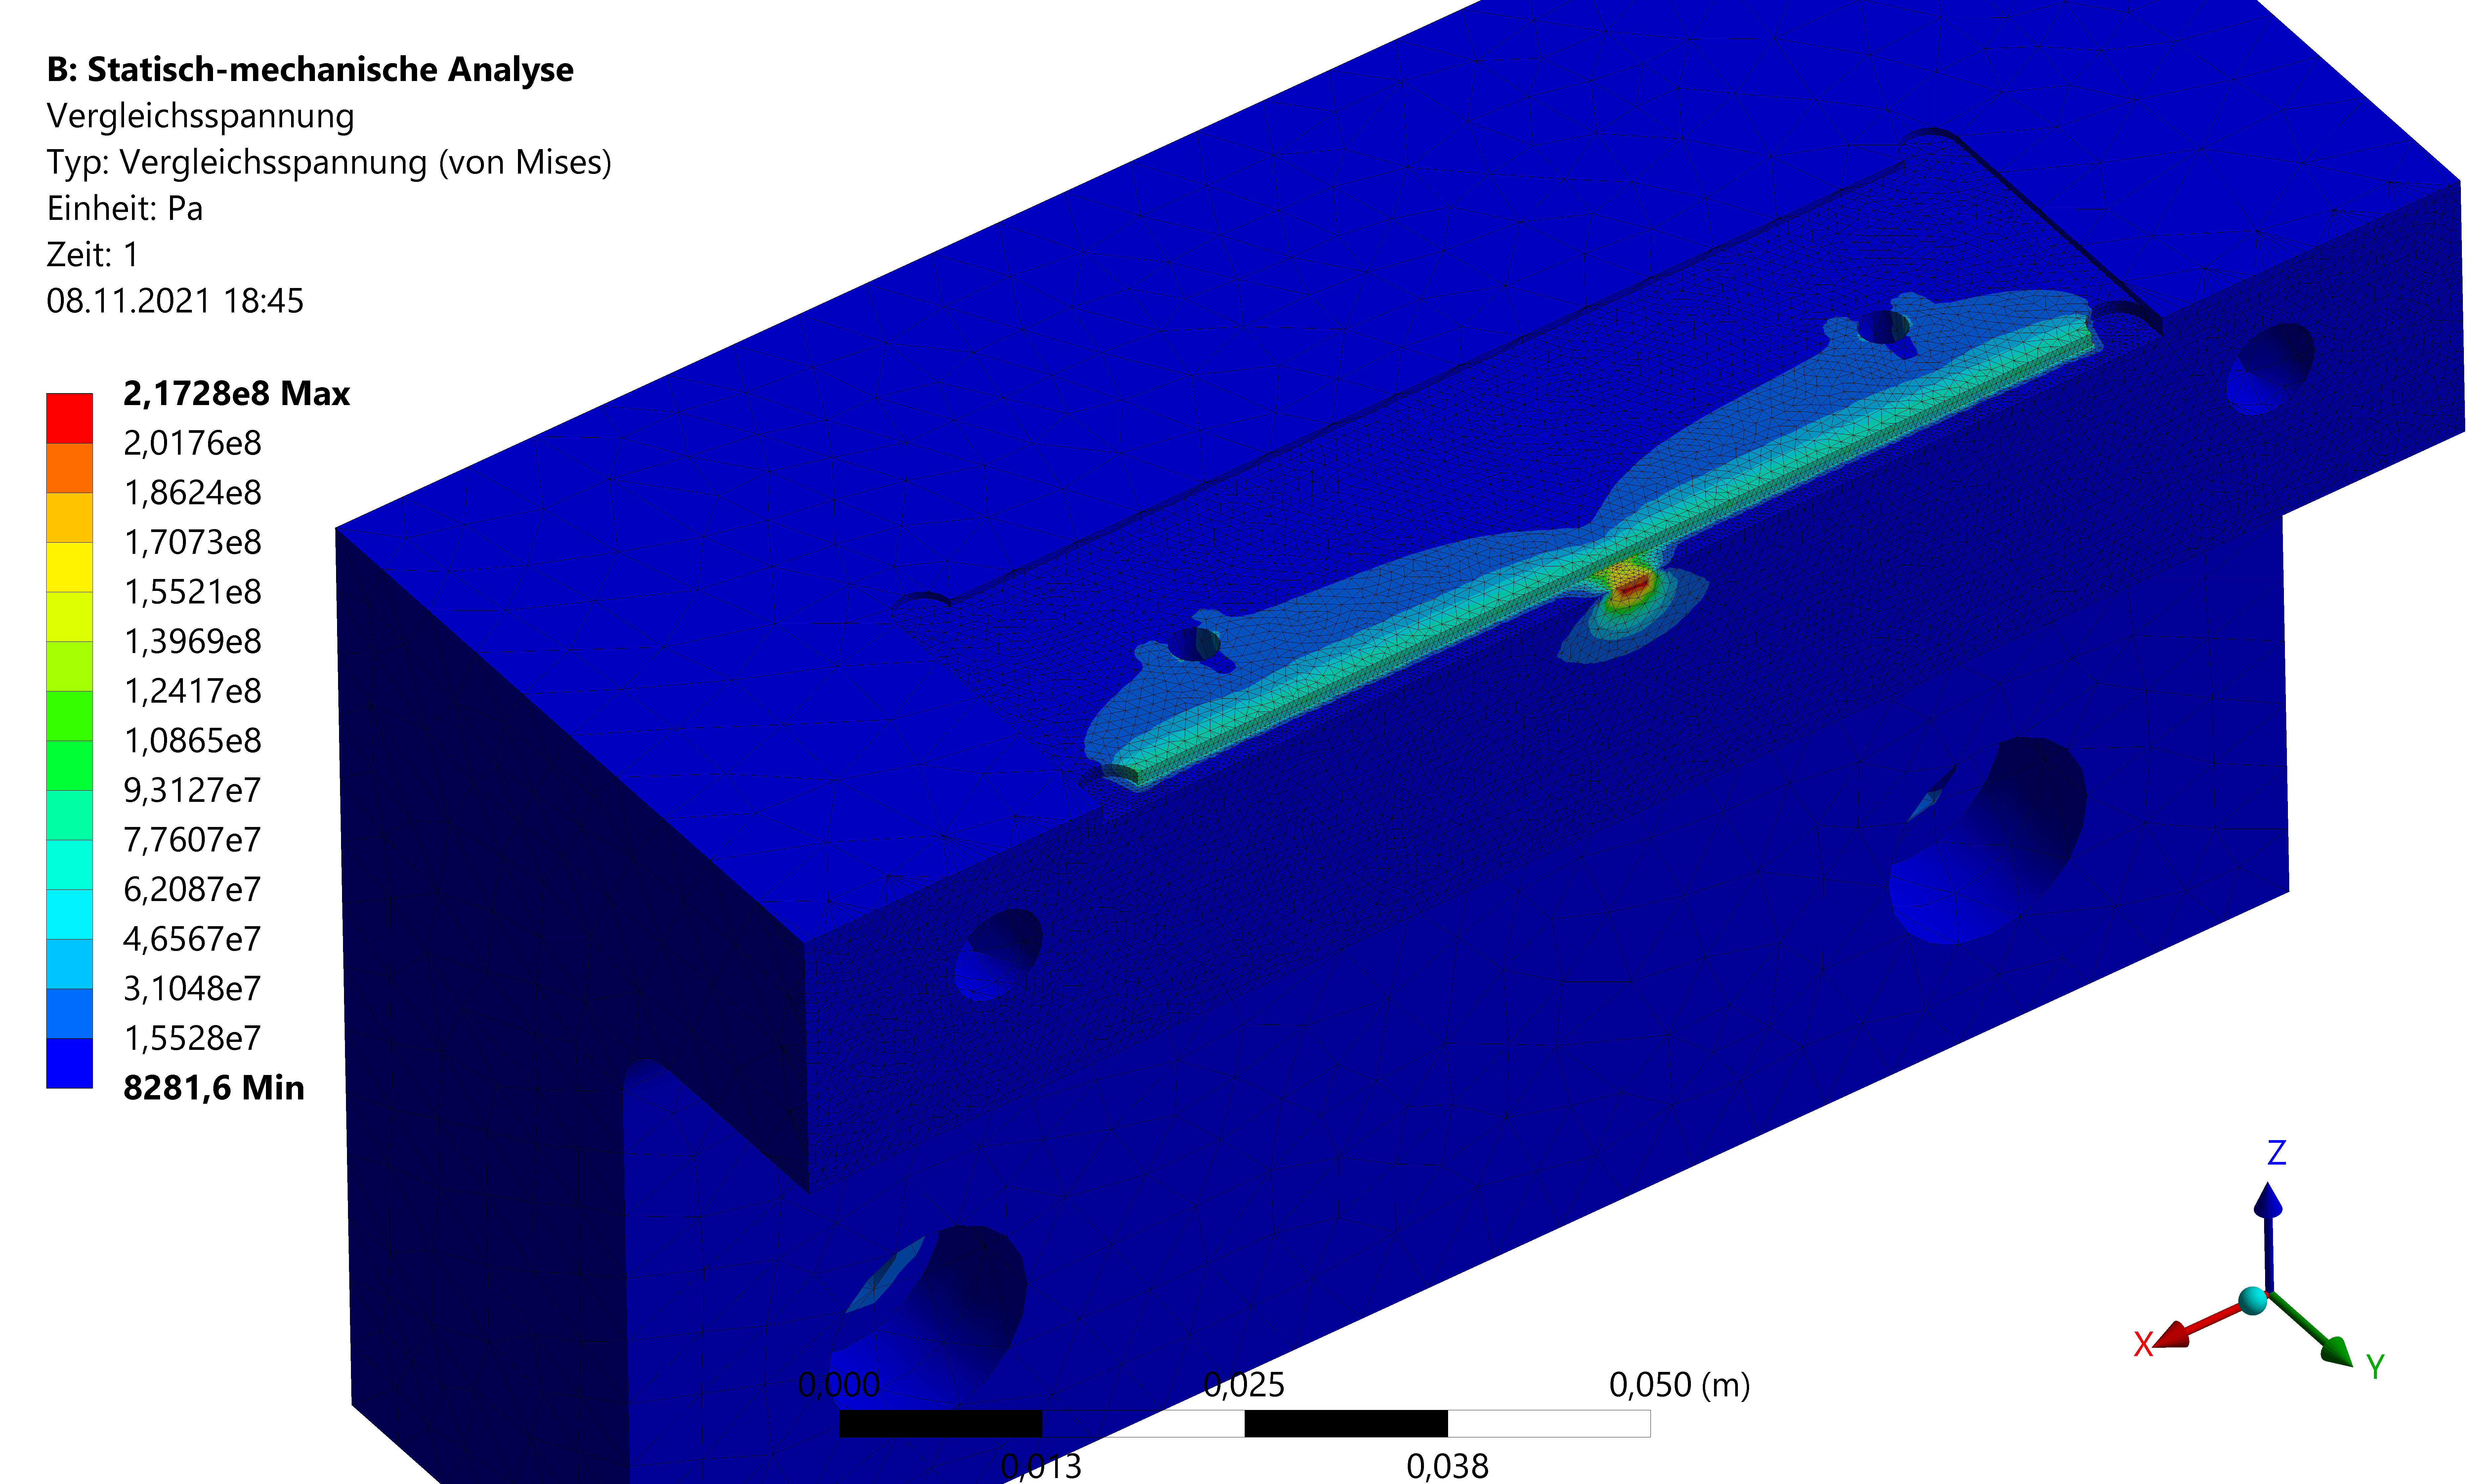 B: Statisch-mechanische Analyse
Vergleichsspannung
Typ: Vergleichsspannung (von Mises)
Einheit: Pa
Zeit: 1
08.11.2021 18:45
2,1728e8 Max
2,0176e8
1,8624e8
1,7073e8
1,5521e8
1,3969e8
1,2417e8
1,0865e8
9,3127e7
7,7607e7
6,2087e7
4,6567e7
3,1048e7
1,5528e7
8281,6 Min
Z
X
Y
0,000
0,025
0,050 (m)
0,013
0,038